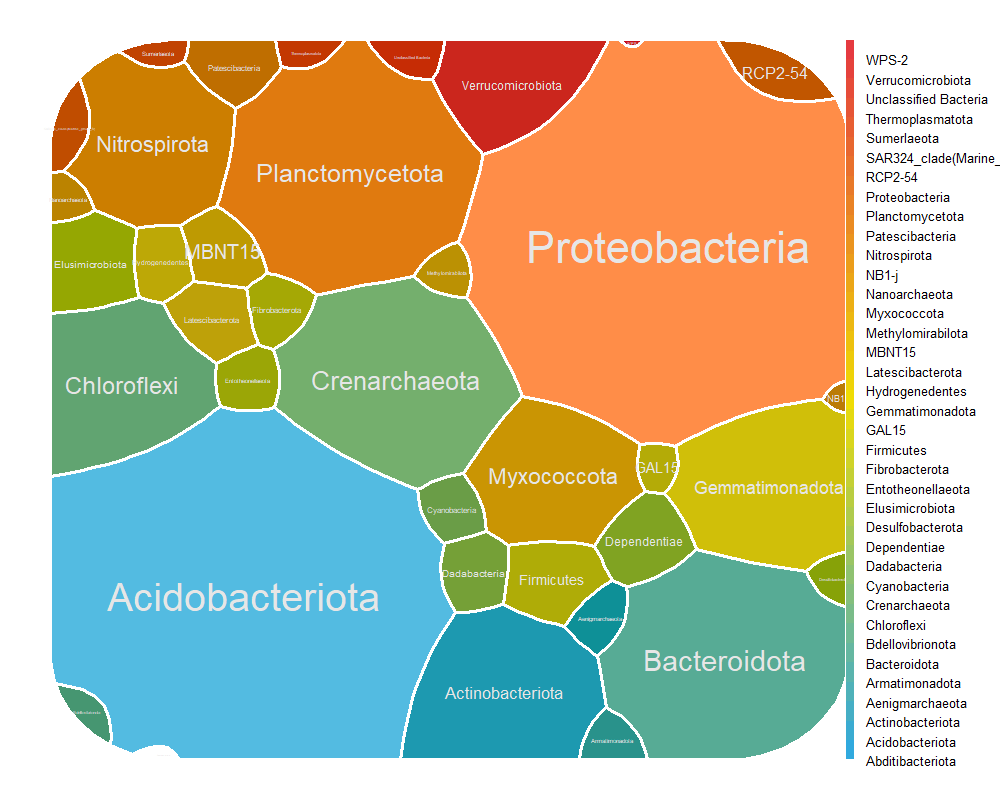 Sumerlaeota
Patescibacteria
Thermoplasmatota
Unclassified Bacteria
Verrucomicrobiota
RCP2-54
Nitrospirota
Planctomycetota
Proteobacteria
Nanoarchaeota
Elusimicrobiota
Hydrogenedentes
MBNT15
Methylomirabilota
Latescibacterota
Fibrobacterota
Entotheonellaeota
Chloroflexi
Crenarchaeota
NB1
Myxococcota
GAL15
Gemmatimonadota
Cyanobacteria
Dependentiae
Dadabacteria
Firmicutes
Acidobacteriota
Aenigmarchaeota
Bacteroidota
Actinobacteriota
Armatimonadota
WPS-2
Verrucomicrobiota
Unclassified Bacteria
Thermoplasmatota
Sumerlaeota
SAR324_clade(Marine_
RCP2-54
Proteobacteria
Planctomycetota
Patescibacteria
Nitrospirota
NB1-j
Nanoarchaeota
Myxococcota
Methylomirabilota
MBNT15
Latescibacterota
Hydrogenedentes
Gemmatimonadota
GAL15
Firmicutes
Fibrobacterota
Entotheonellaeota
Elusimicrobiota
Desulfobacterota
Dependentiae
Dadabacteria
Cyanobacteria
Crenarchaeota
Chloroflexi
Bdellovibrionota
Bacteroidota
Armatimonadota
Aenigmarchaeota
Actinobacteriota
Acidobacteriota
Abditibacteriota